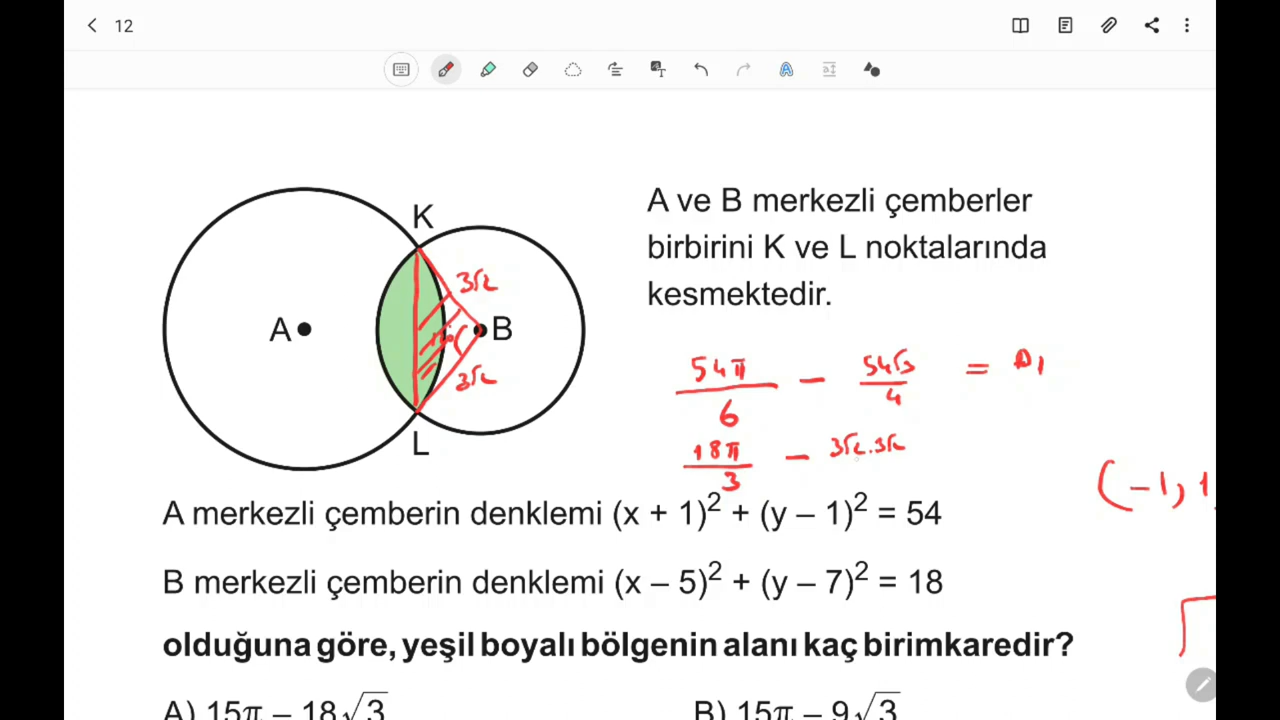 12
K
A ve B merkezli çemberler
birbirini K ve L noktalarında
kesmektedir.
A
B
3√2
3√2
L
54π/6 − 54√3/4 =
18π/3 − 3√2.3√2
(−1, 1
A merkezli çemberin denklemi (x + 1)² + (y – 1)² = 54
B merkezli çemberin denklemi (x – 5)² + (y – 7)² = 18
olduğuna göre, yeşil boyalı bölgenin alanı kaç birimkaredir?
A) 15π – 18√3
B) 15π – 9√3